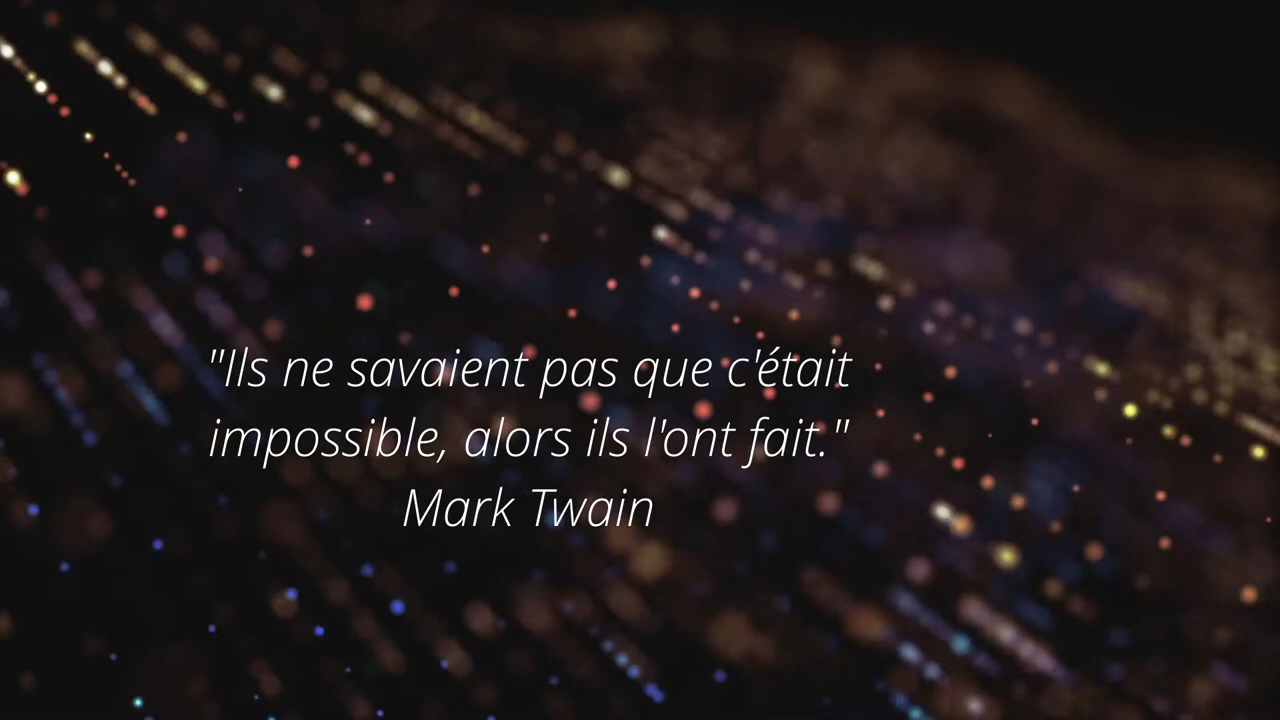 "Ils ne savaient pas que c'était
impossible, alors ils l'ont fait."
Mark Twain